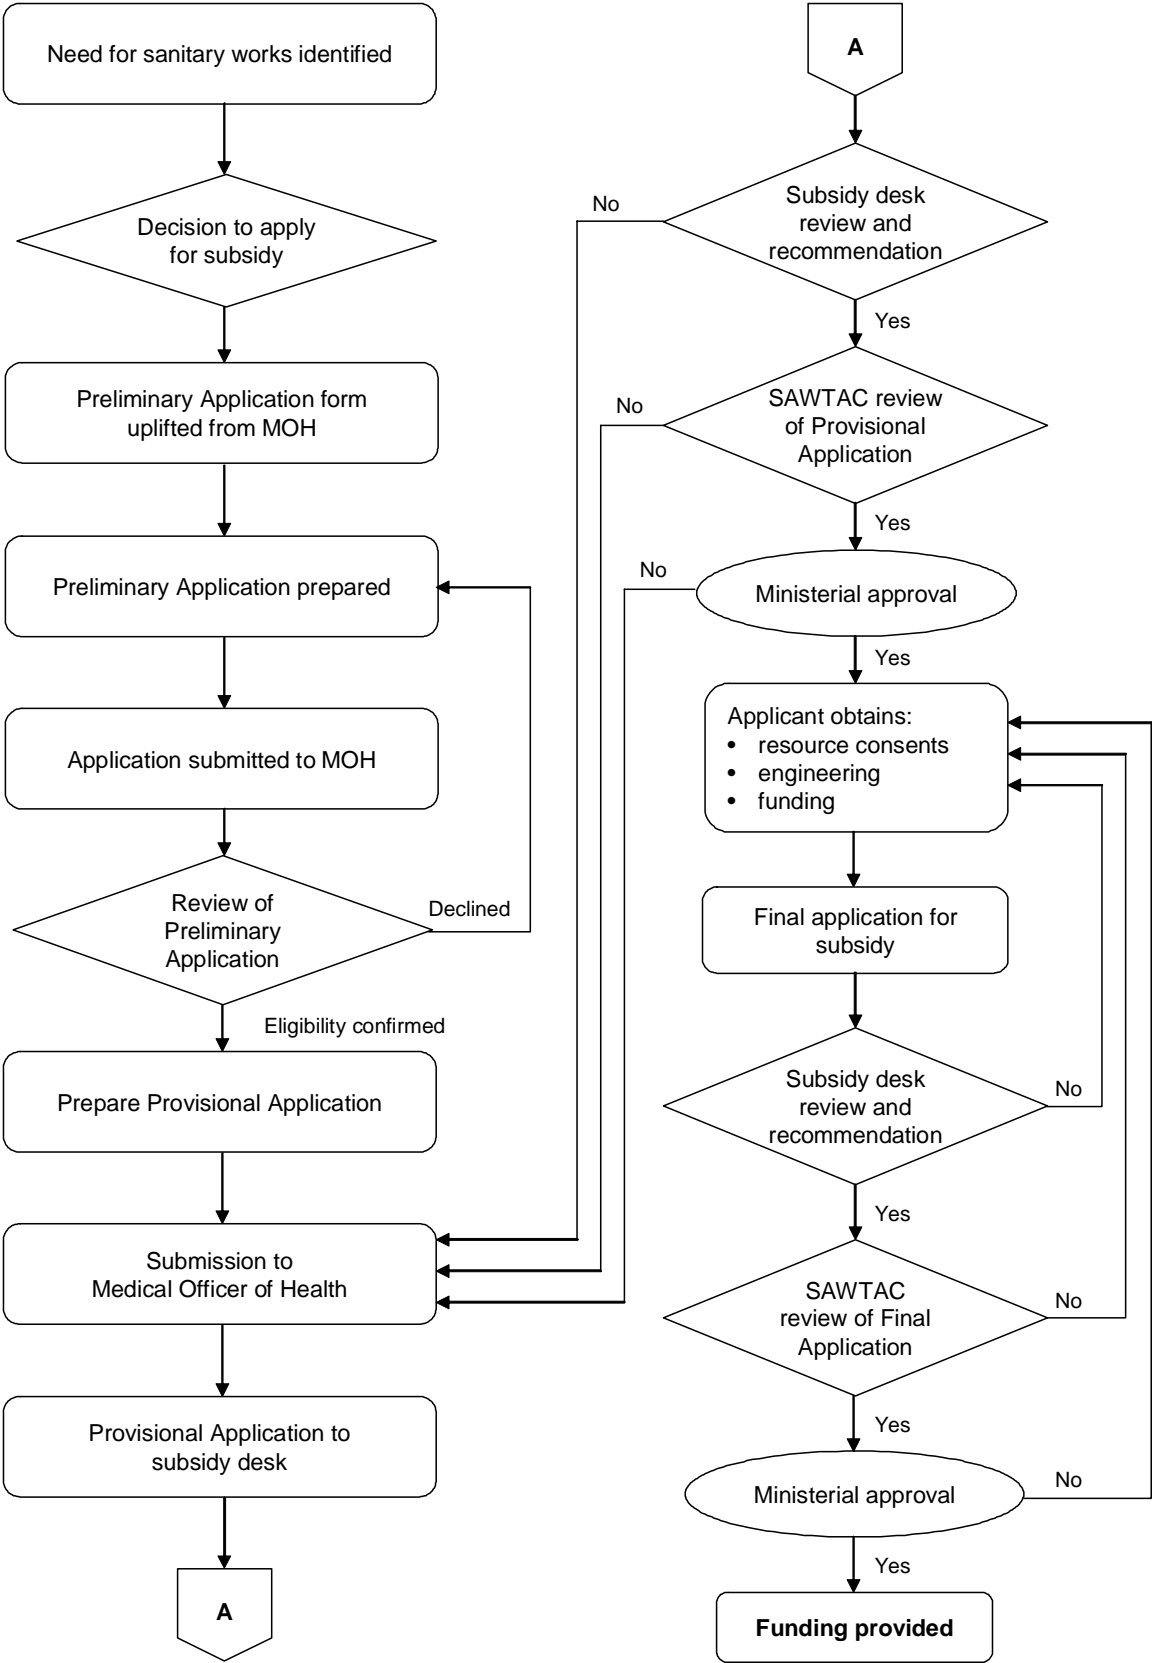 Need for sanitary works identified
Decision to apply
for subsidy
Preliminary Application form
uplifted from MOH
Preliminary Application prepared
Application submitted to MOH
Review of
Preliminary
Application
Declined
Eligibility confirmed
Prepare Provisional Application
Submission to
Medical Officer of Health
Provisional Application to
subsidy desk
A
A
Subsidy desk
review and
recommendation
No
Yes
SAWTAC review
of Provisional
Application
No
Yes
Ministerial approval
No
Yes
Applicant obtains:
• resource consents
• engineering
• funding
Final application for
subsidy
Subsidy desk
review and
recommendation
No
Yes
SAWTAC
review of Final
Application
No
Yes
Ministerial approval
No
Yes
Funding provided